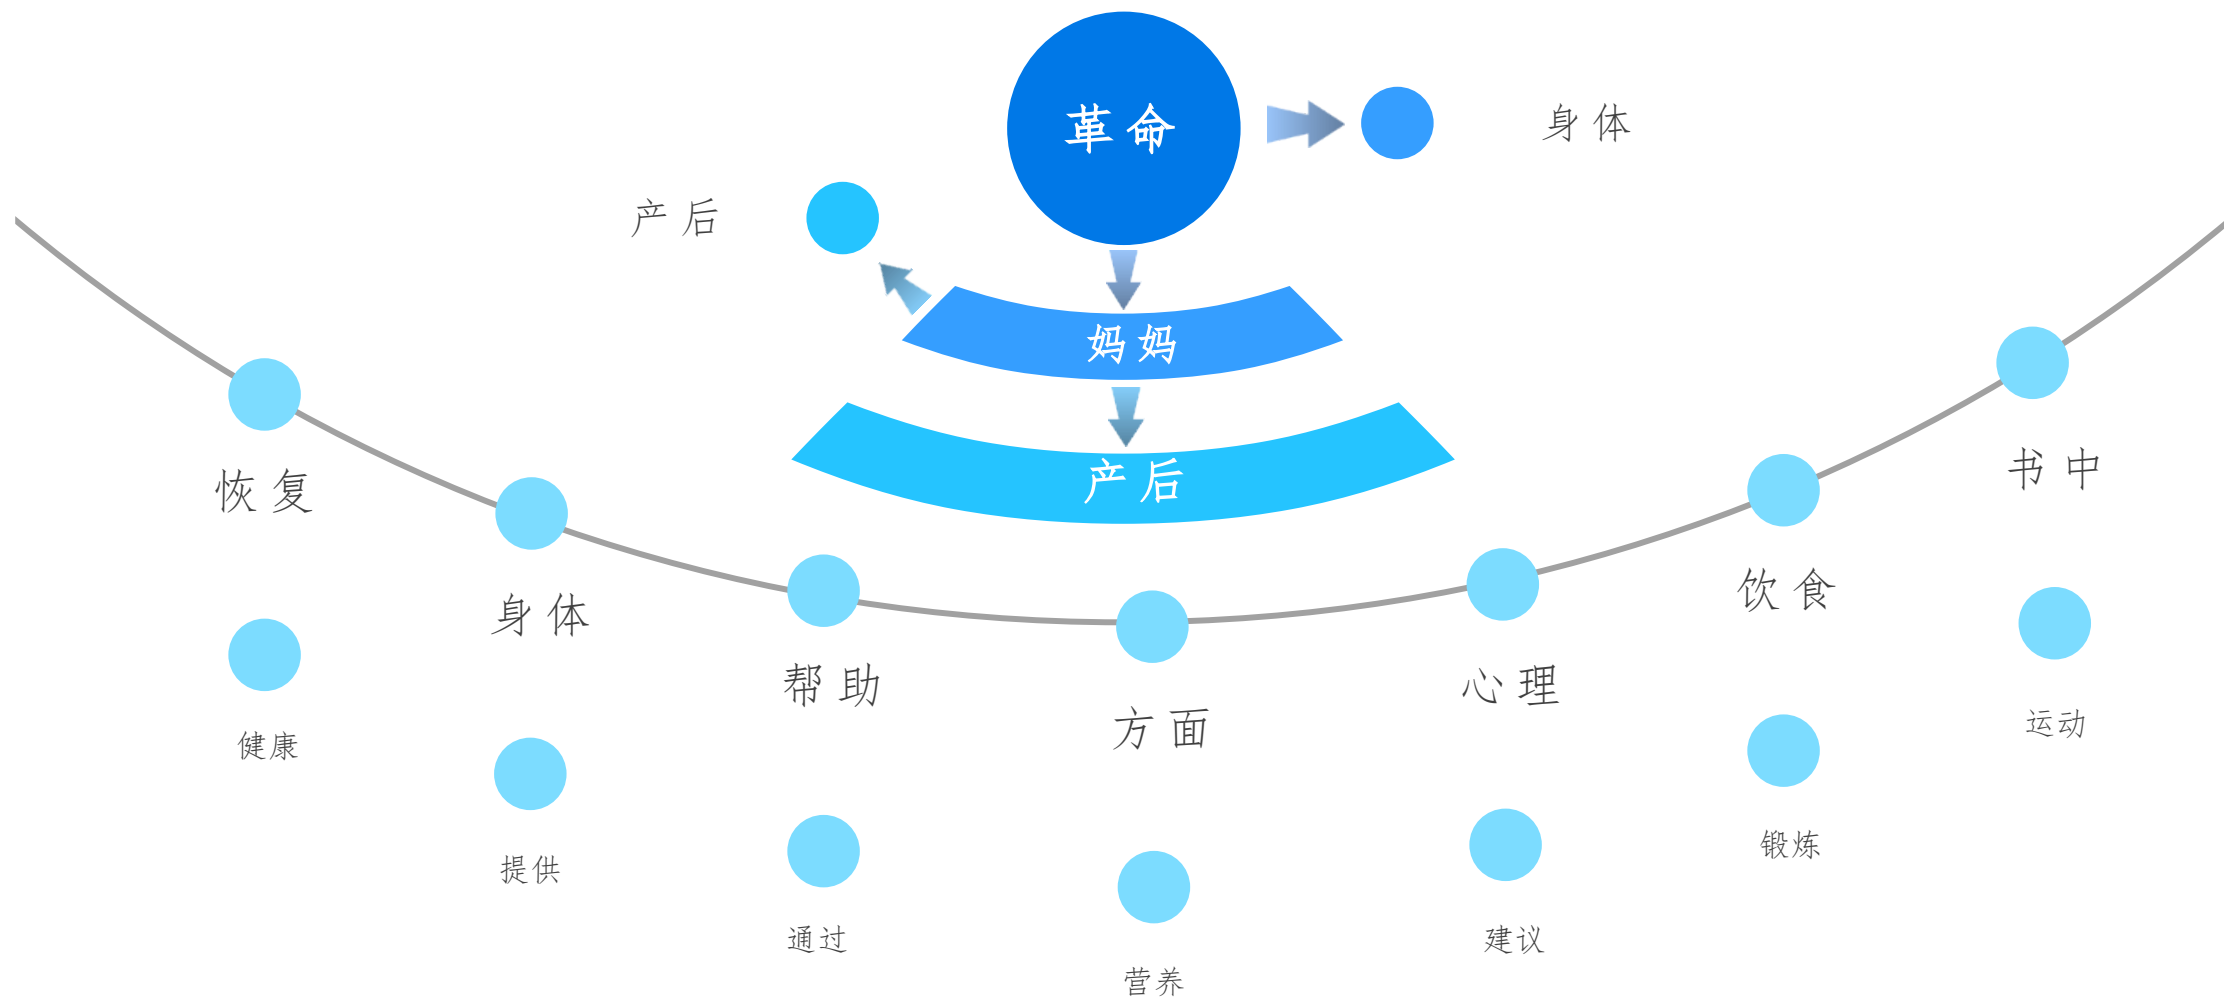 革命
身体
产后
妈妈
产后
恢复
身体
帮助
方面
心理
饮食
书中
健康
提供
通过
营养
建议
锻炼
运动